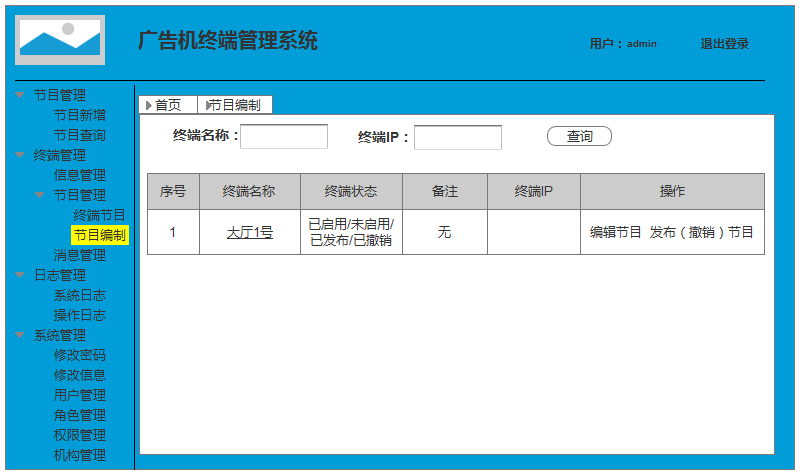 广告机终端管理系统
用户：admin
退出登录
节目管理
节目新增
节目查询
终端管理
信息管理
节目管理
终端节目
节目编制
消息管理
日志管理
系统日志
操作日志
系统管理
修改密码
修改信息
用户管理
角色管理
权限管理
机构管理
首页 节目编制
终端名称： 终端IP： 查询
序号 终端名称 终端状态 备注 终端IP 操作
1 大厅1号 已启用/未启用/ 无 编辑节目 发布（撤销）节目
已发布/已撤销